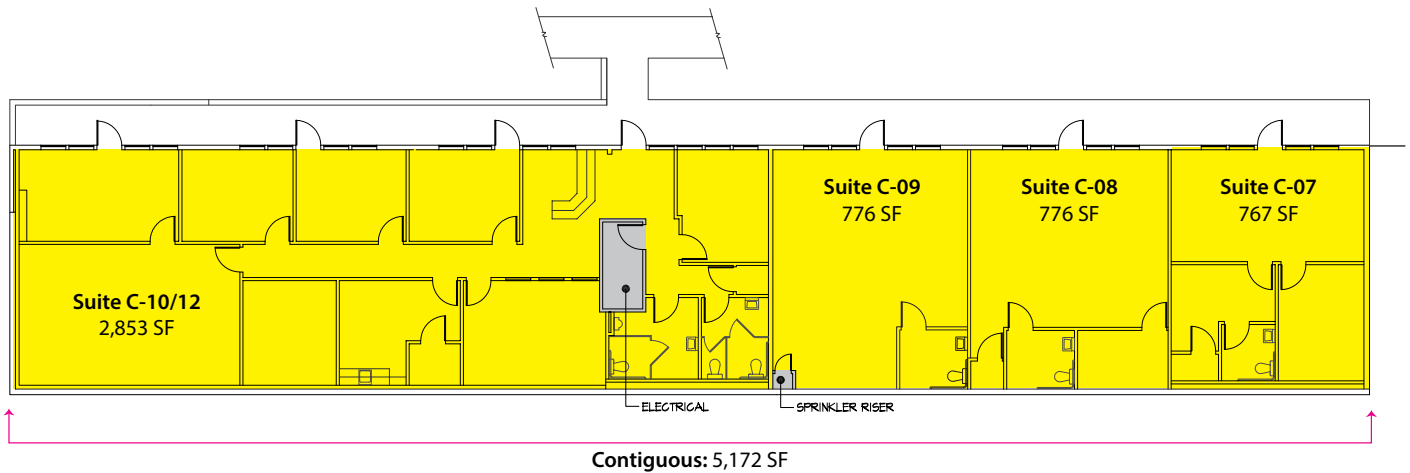 Suite C-09
776 SF
Suite C-08
776 SF
Suite C-07
767 SF
Suite C-10/12
2,853 SF
ELECTRICAL
SPRINKLER RISER
Contiguous: 5,172 SF